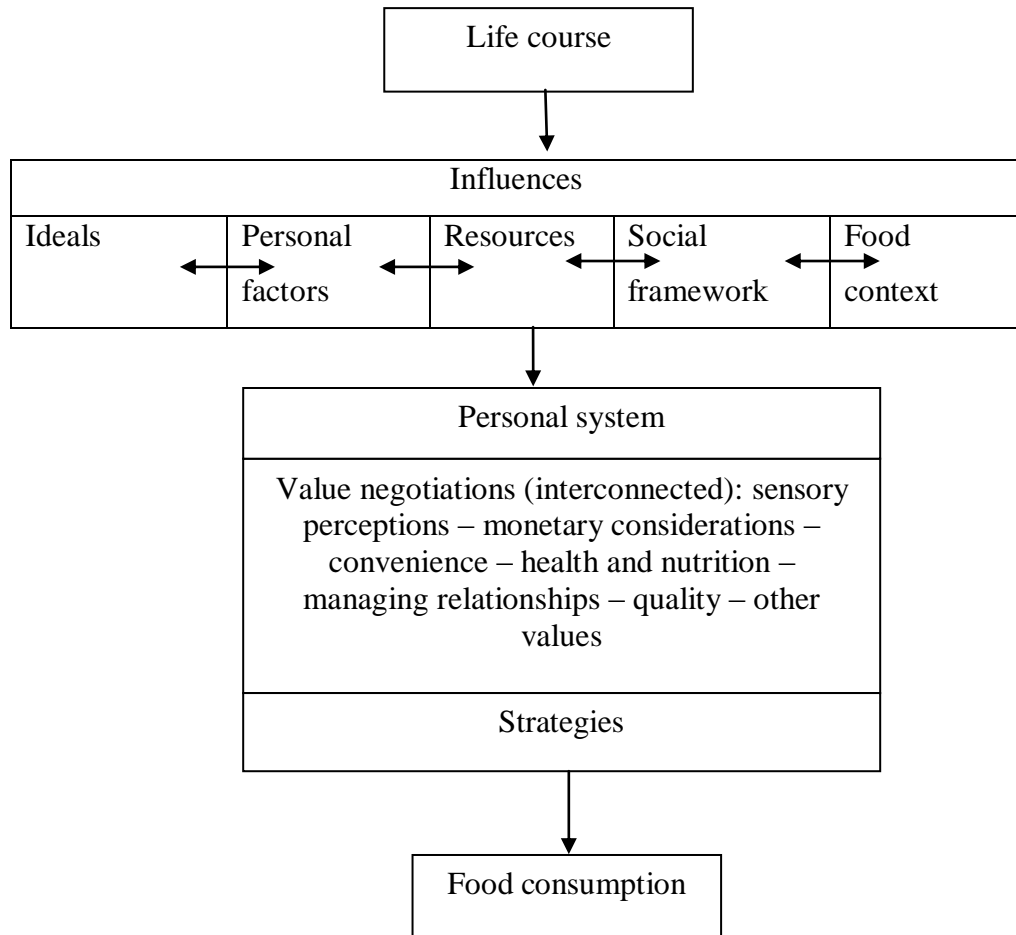 Life course
Influences
Ideals
Personal
factors
Resources
Social
framework
Food
context
Personal system
Value negotiations (interconnected): sensory
perceptions – monetary considerations –
convenience – health and nutrition –
managing relationships – quality – other
values
Strategies
Food consumption